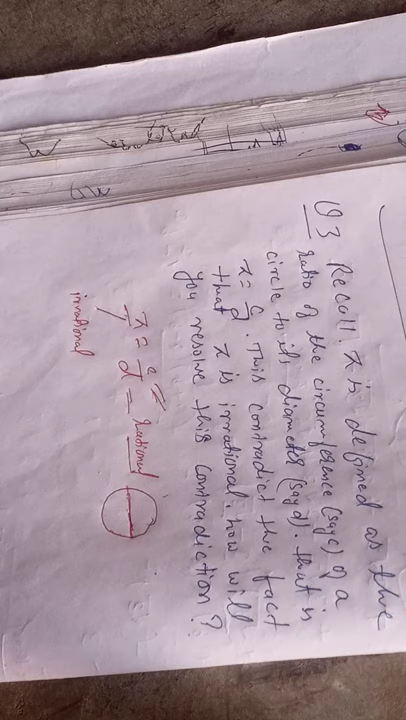 Q3 Recall, π is defined as the
ratio of the circumference (say c) of a
circle to its diameter (say d). that is
π = c/d. This contradict the fact
that π is irrational. how will
you resolve this contradiction?
π = c/d = rational
irrational